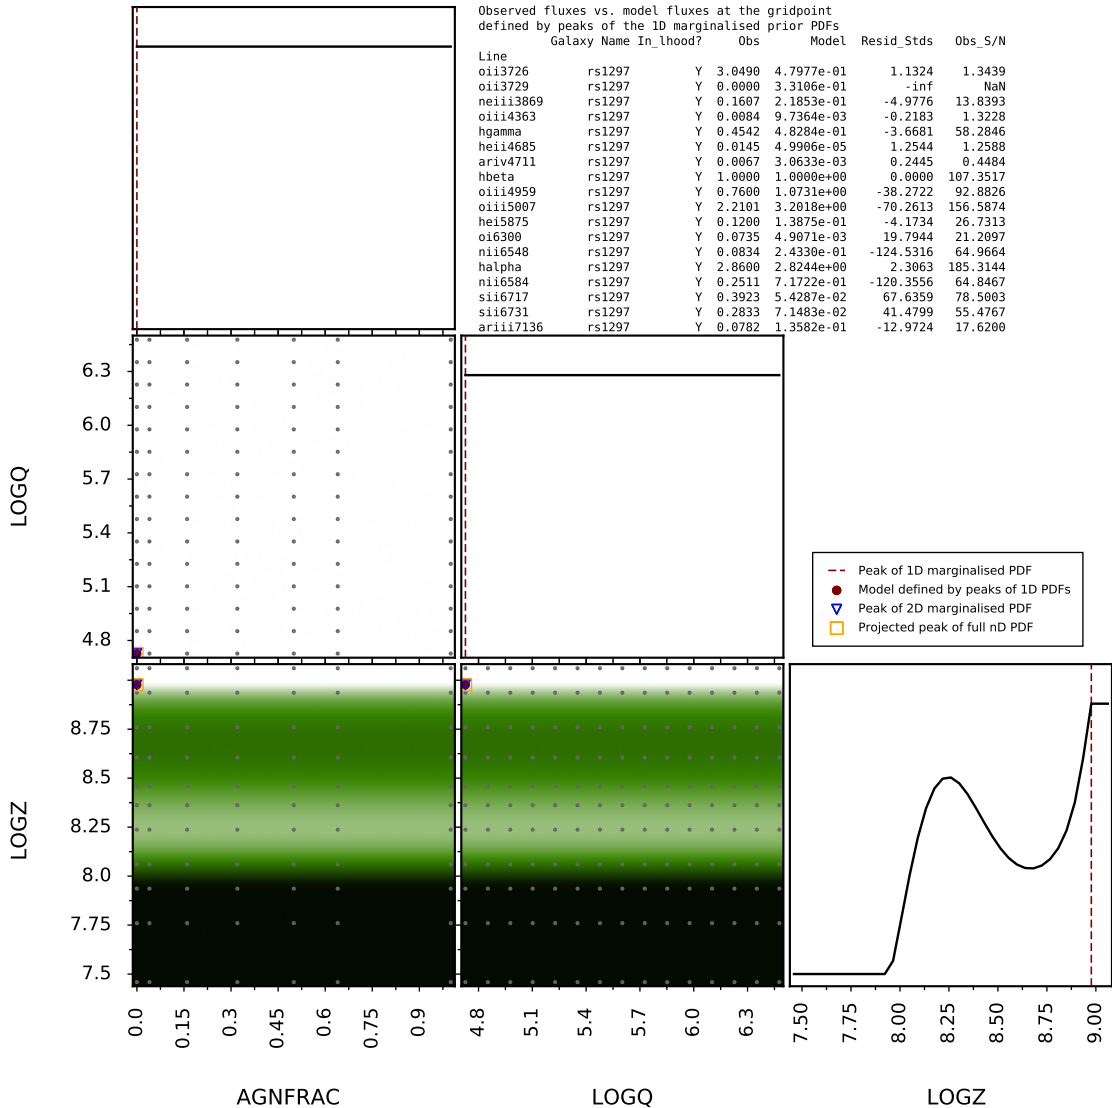 Observed fluxes vs. model fluxes at the gridpoint
defined by peaks of the 1D marginalised prior PDFs
Galaxy Name In_lhood? Obs Model Resid_Stds Obs_S/N
Line
oii3726 rs1297 Y 3.0490 4.7977e-01 1.1324 1.3439
oii3729 rs1297 Y 0.0000 3.3106e-01 -inf NaN
neiii3869 rs1297 Y 0.1607 2.1853e-01 -4.9776 13.8393
oiii4363 rs1297 Y 0.0084 9.7364e-03 -0.2183 1.3228
hgamma rs1297 Y 0.4542 4.8284e-01 -3.6681 58.2846
heii4685 rs1297 Y 0.0145 4.9906e-05 1.2544 1.2588
ariv4711 rs1297 Y 0.0067 3.0633e-03 0.2445 0.4484
hbeta rs1297 Y 1.0000 1.0000e+00 0.0000 107.3517
oiii4959 rs1297 Y 0.7600 1.0731e+00 -38.2722 92.8826
oiii5007 rs1297 Y 2.2101 3.2018e+00 -70.2613 156.5874
hei5875 rs1297 Y 0.1200 1.3875e-01 -4.1734 26.7313
oi6300 rs1297 Y 0.0735 4.9071e-03 19.7944 21.2097
nii6548 rs1297 Y 0.0834 2.4330e-01 -124.5316 64.9664
halpha rs1297 Y 2.8600 2.8244e+00 2.3063 185.3144
nii6584 rs1297 Y 0.2511 7.1722e-01 -120.3556 64.8467
sii6717 rs1297 Y 0.3923 5.4287e-02 67.6359 78.5003
sii6731 rs1297 Y 0.2833 7.1483e-02 41.4799 55.4767
ariii7136 rs1297 Y 0.0782 1.3582e-01 -12.9724 17.6200
LOGQ
6.3
6.0
5.7
5.4
5.1
4.8
Peak of 1D marginalised PDF
Model defined by peaks of 1D PDFs
Peak of 2D marginalised PDF
Projected peak of full nD PDF
LOGZ
8.75
8.5
8.25
8.0
7.75
7.5
0.0 0.15 0.3 0.45 0.6 0.75 0.9
4.8 5.1 5.4 5.7 6.0 6.3
7.50 7.75 8.00 8.25 8.50 8.75 9.00
AGNFRAC LOGQ LOGZ